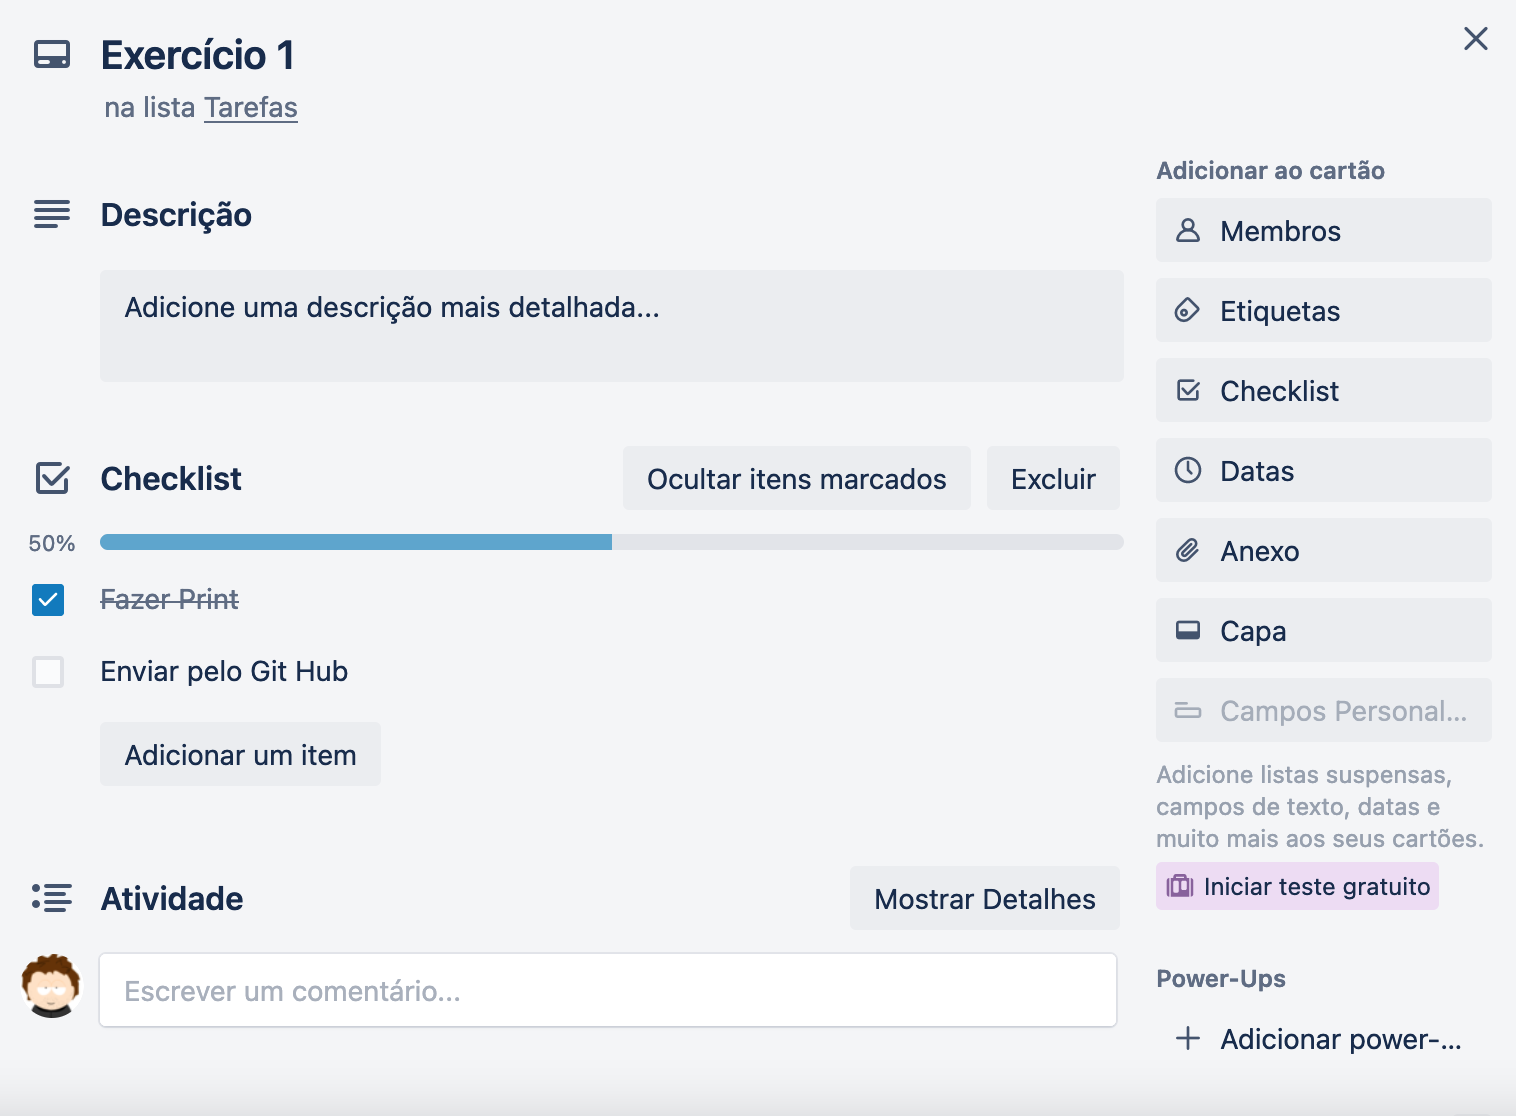 Exercício 1
na lista Tarefas
Descrição
Adicione uma descrição mais detalhada...
Checklist
Ocultar itens marcados
Excluir
50%
Fazer Print
Enviar pelo Git Hub
Adicionar um item
Atividade
Mostrar Detalhes
Escrever um comentário...
Adicionar ao cartão
Membros
Etiquetas
Checklist
Datas
Anexo
Capa
Campos Personal...
Adicione listas suspensas,
campos de texto, datas e
muito mais aos seus cartões.
Iniciar teste gratuito
Power-Ups
Adicionar power-...